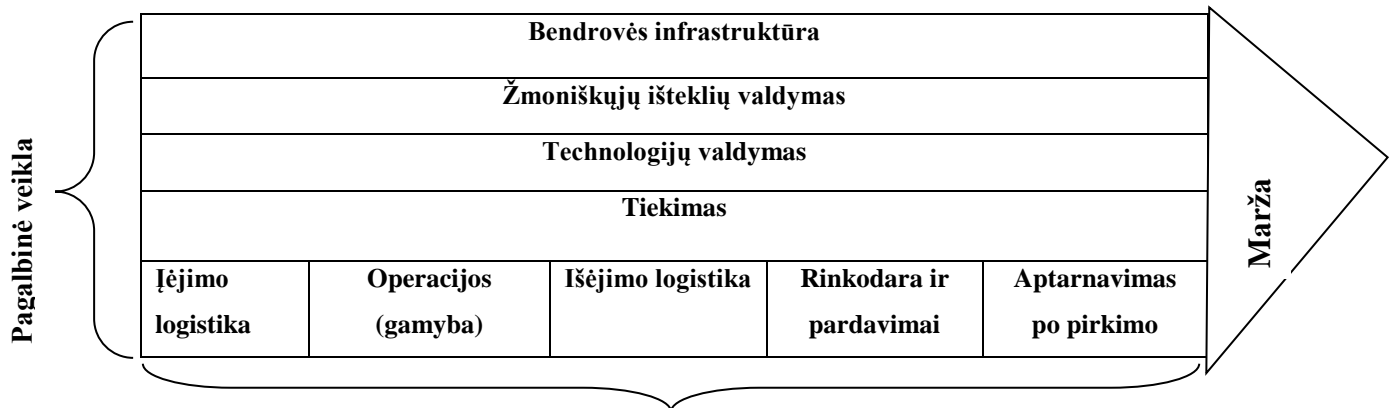 Pagalbinė veikla
Bendrovės infrastruktūra
Žmoniškųjų išteklių valdymas
Technologijų valdymas
Tiekimas
Įėjimo
logistika
Operacijos
(gamyba)
Išėjimo logistika
Rinkodara ir
pardavimai
Aptarnavimas
po pirkimo
Marža